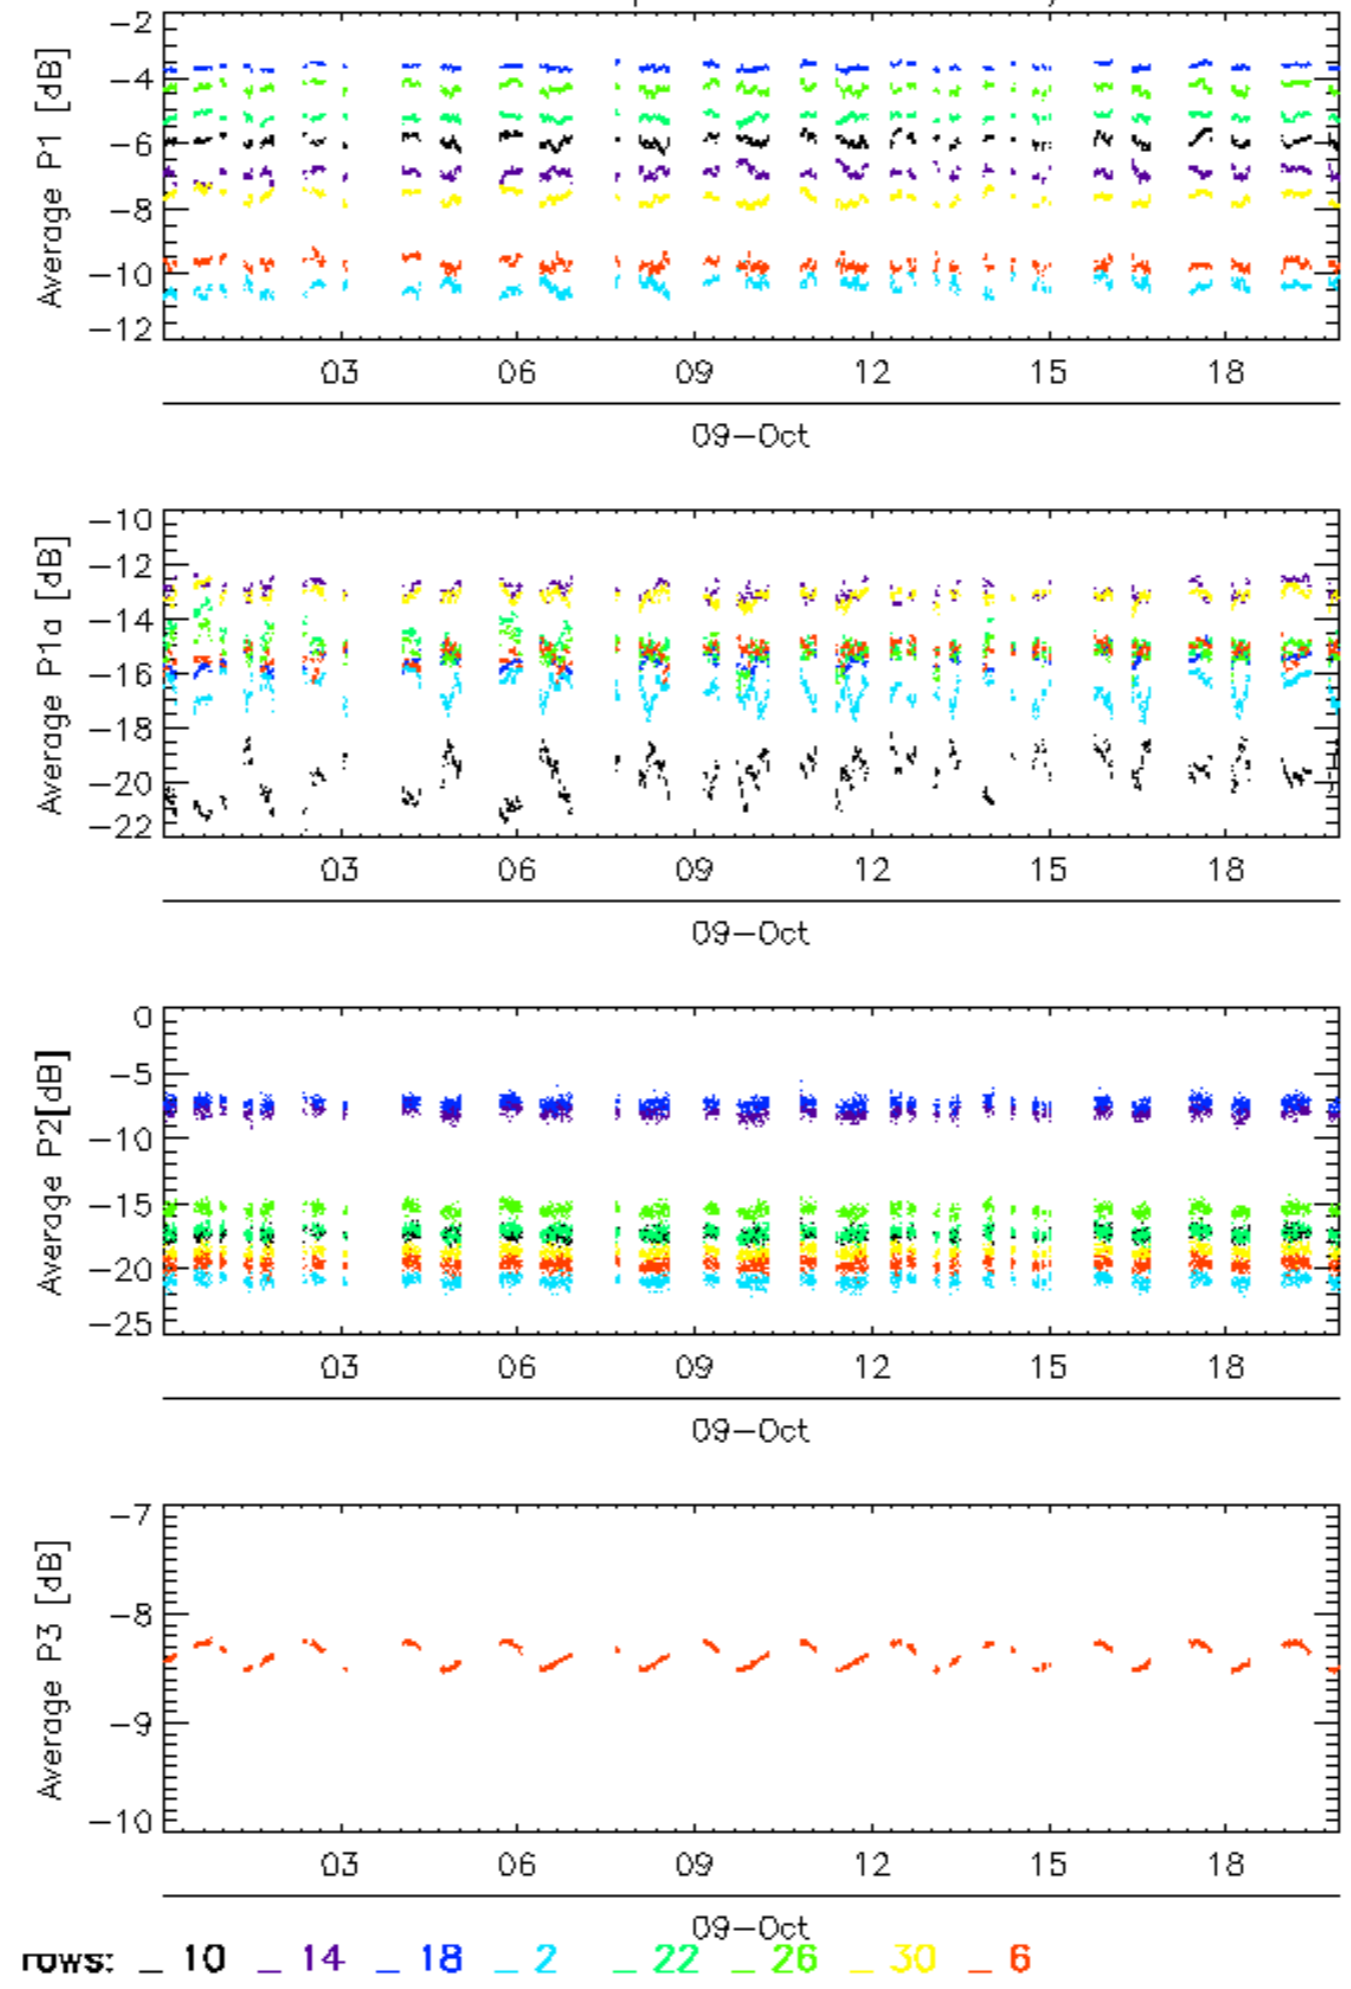 Average P1 [dB]
−2
−4
−6
−8
−10
−12
03 06 09 12 15 18
09−Oct
Average P1a [dB]
−10
−12
−14
−16
−18
−20
−22
03 06 09 12 15 18
09−Oct
Average P2[dB]
0
−5
−10
−15
−20
−25
03 06 09 12 15 18
09−Oct
Average P3 [dB]
−7
−8
−9
−10
03 06 09 12 15 18
09−Oct
rows: _ 10 _ 14 _ 18 _ 2 _ 22 _ 26 _ 30 _ 6